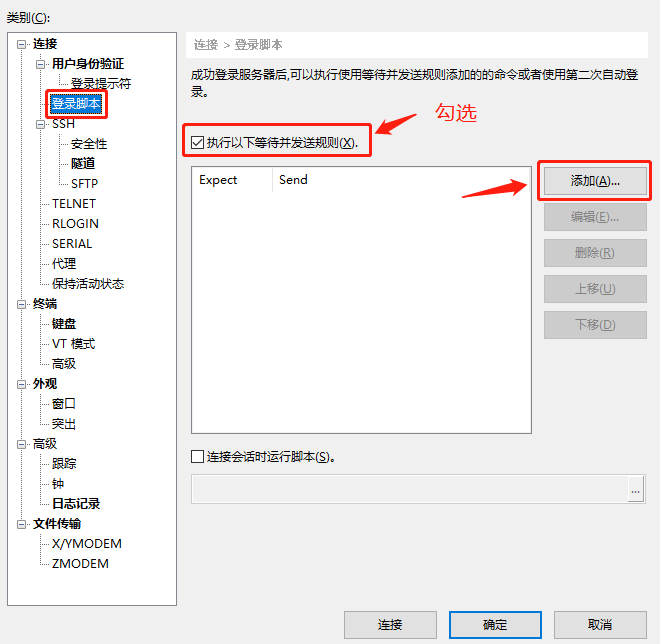 类别(C):
连接
用户身份验证
登录提示符
登录脚本
SSH
安全性
隧道
SFTP
TELNET
RLOGIN
SERIAL
代理
保持活动状态
终端
键盘
VT 模式
高级
外观
窗口
突出
高级
跟踪
钟
日志记录
文件传输
X/YMODEM
ZMODEM
连接 > 登录脚本
成功登录服务器后,可以执行使用等待并发送规则添加的的命令或者使用第二次自动登
录。
勾选
执行以下等待并发送规则(X).
Expect Send
添加(A)...
编辑(E)...
删除(R)
上移(U)
下移(D)
连接会话时运行脚本(S)。
...
连接 确定 取消